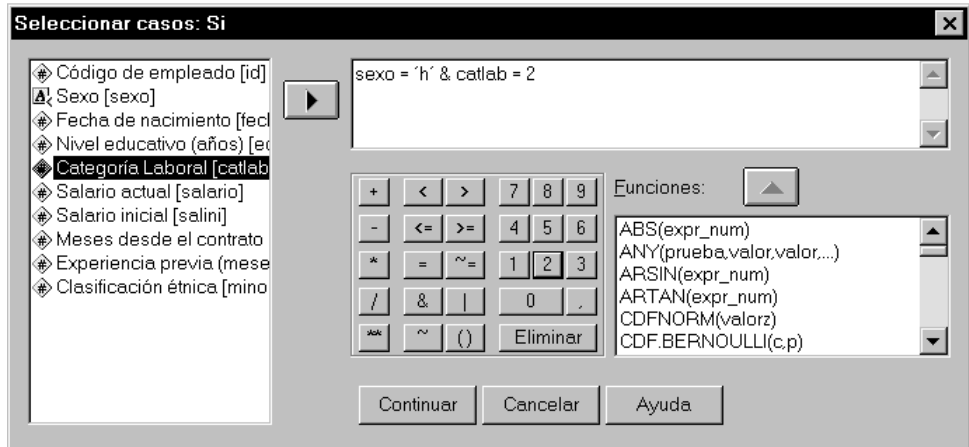 Seleccionar casos: Si
Código de empleado [id]
Sexo [sexo]
Fecha de nacimiento [fecl
Nivel educativo (años) [ed
Categoría Laboral [catlab
Salario actual [salario]
Salario inicial [salini]
Meses desde el contrato
Experiencia previa (mese
Clasificación étnica [mino
sexo = ´h´ & catlab = 2
+ < > 7 8 9
- <= >= 4 5 6
* = ~= 1 2 3
/ & | 0 ,
** ~ () Eliminar
Funciones:
ABS(expr_num)
ANY(prueba,valor,valor,...)
ARSIN(expr_num)
ARTAN(expr_num)
CDFNORM(valorz)
CDF.BERNOULLI(c,p)
Continuar Cancelar Ayuda